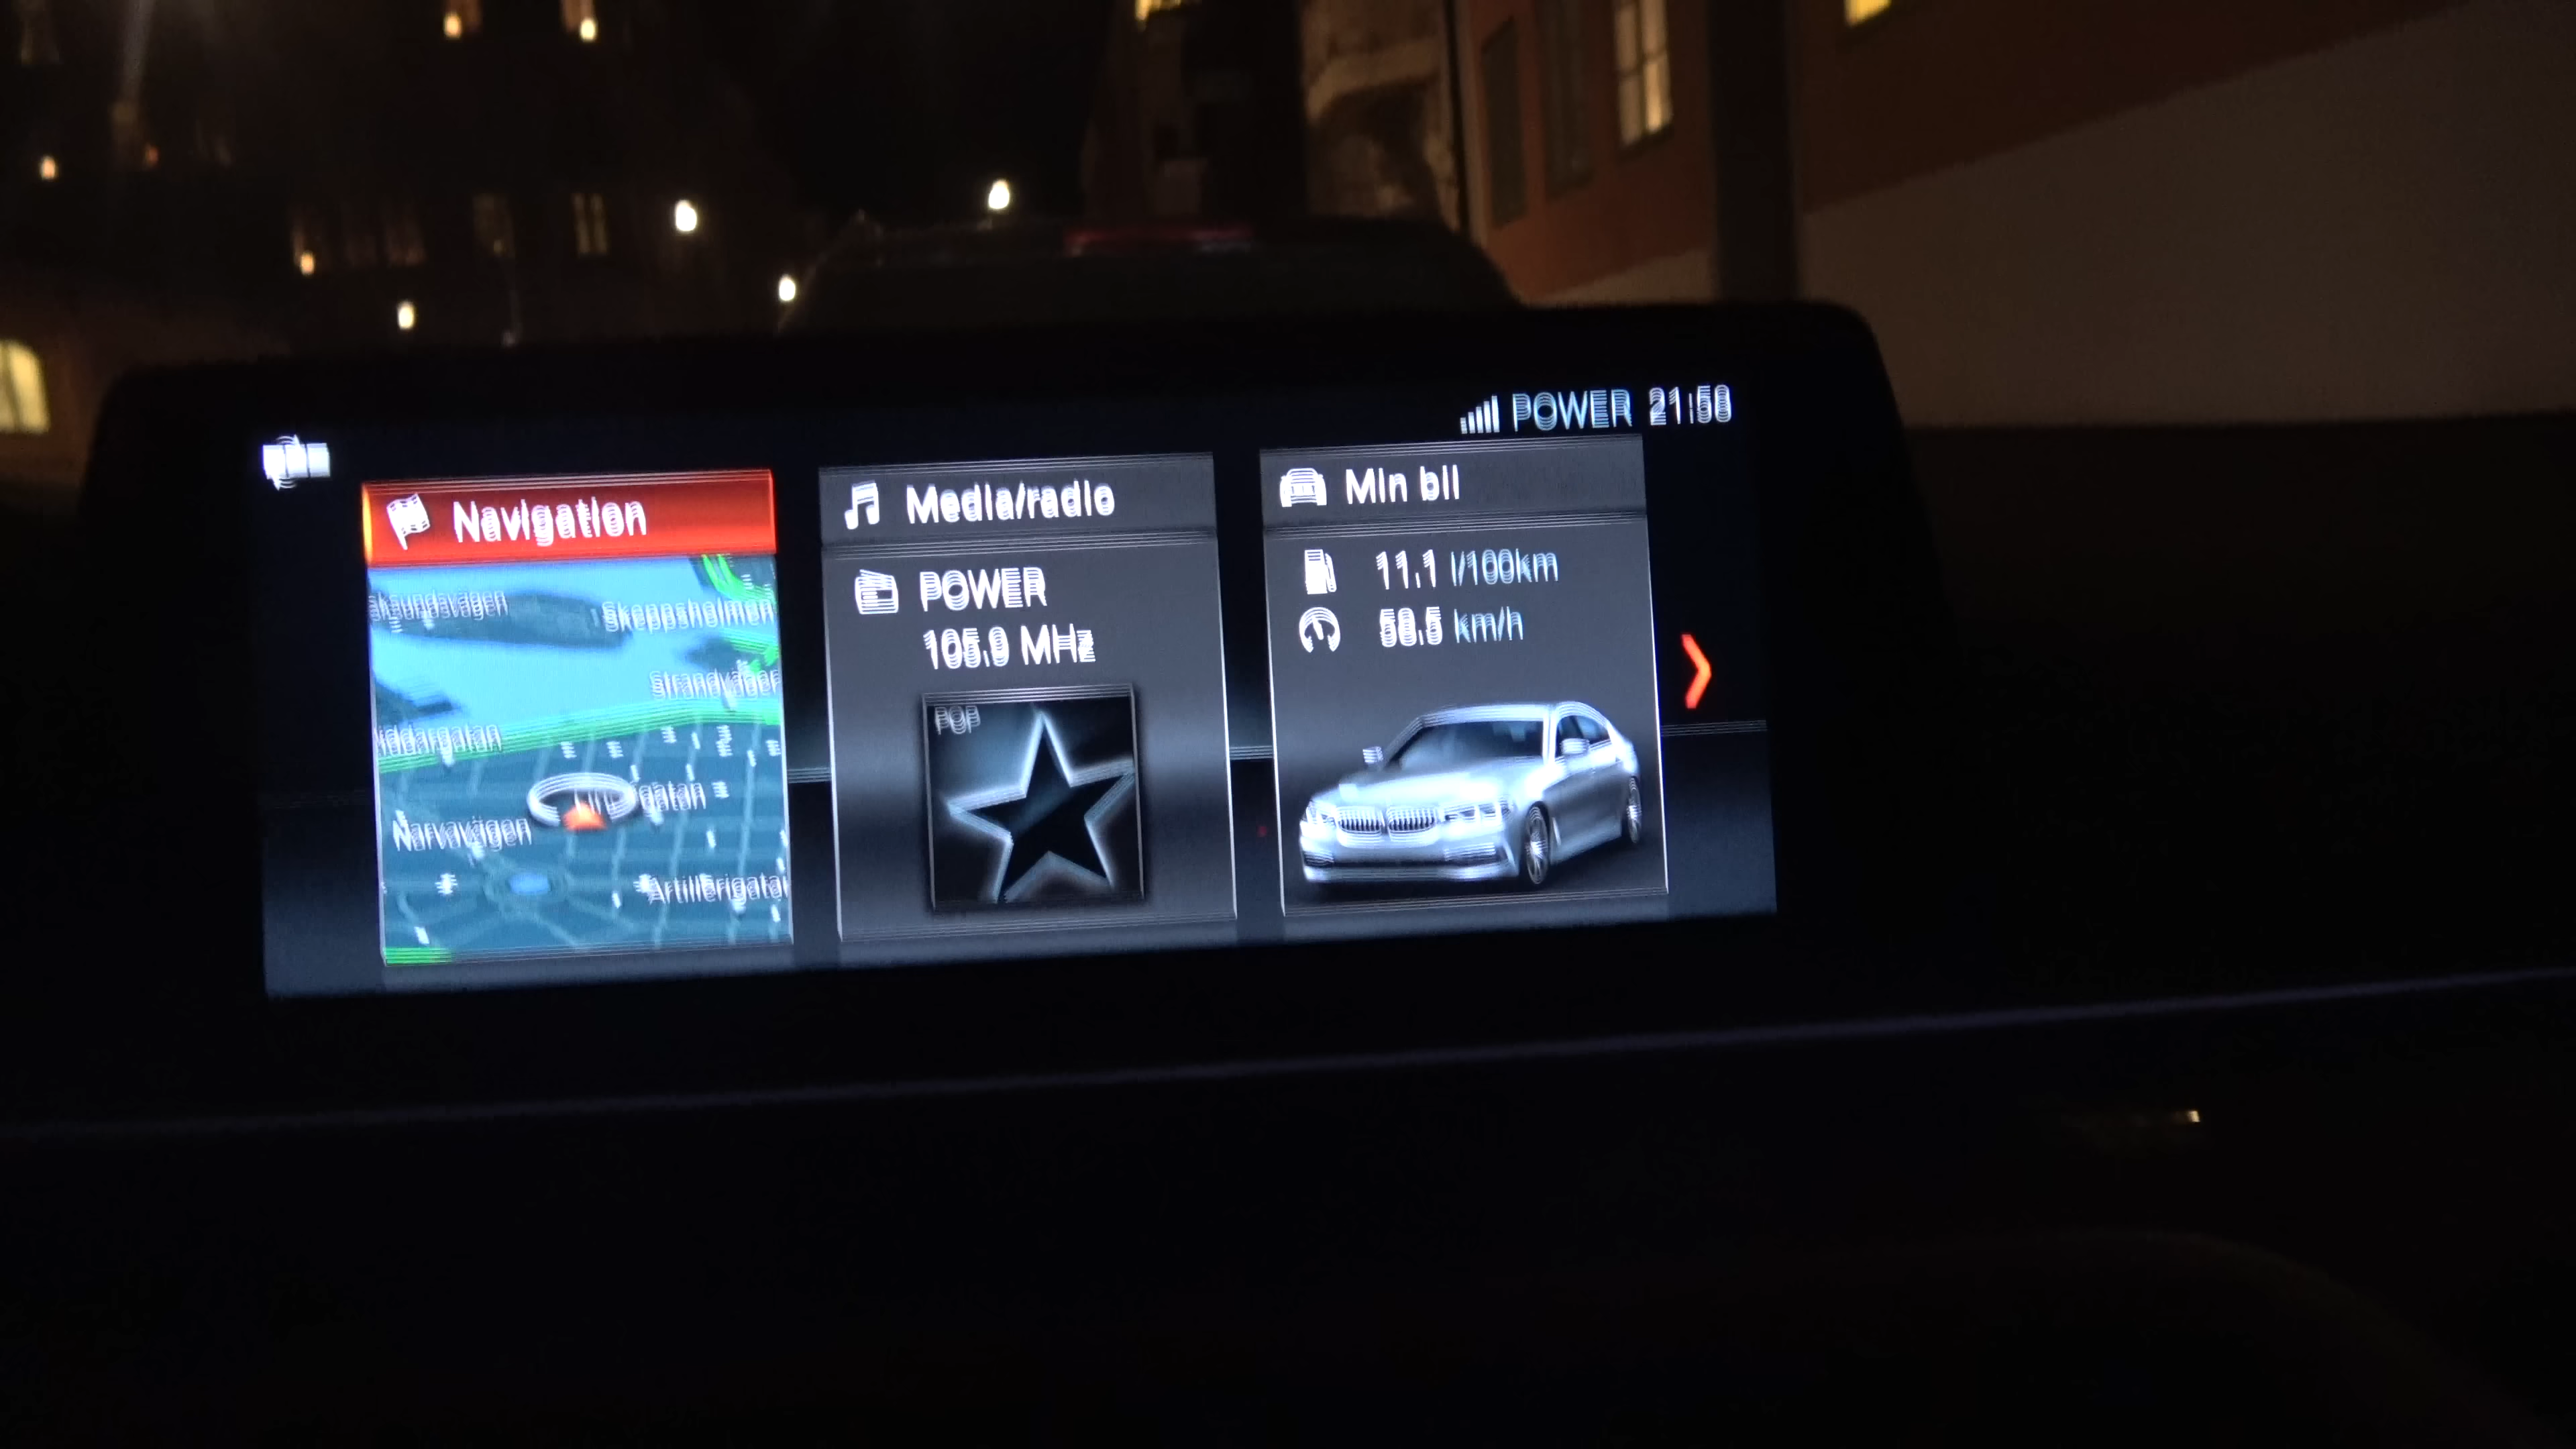 POWER 21:58
Navigation
Media/radio
Min bil
POWER
105.9 MHz
11.1 l/100km
58.5 km/h
POP
Skeppsholmen
Strandvägen
Narvavägen